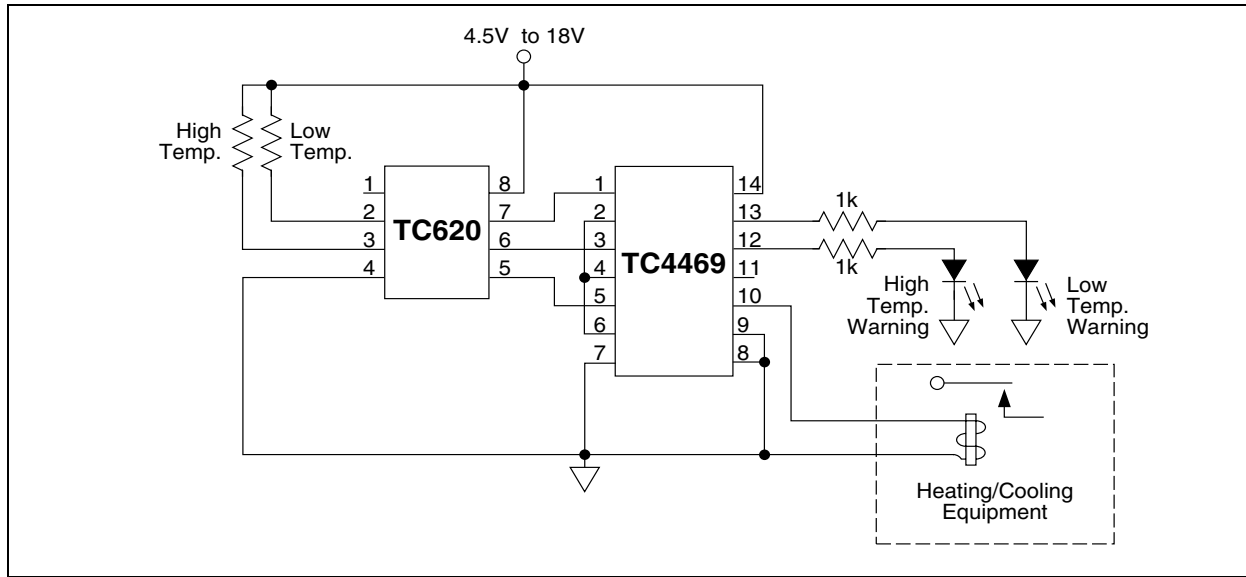 4.5V to 18V
High
Temp.
Low
Temp.
1
2
3
4
TC620
8
7
6
5
1
2
3
4
5
6
7
TC4469
14
13
12
11
10
9
8
1k
1k
High
Temp.
Warning
Low
Temp.
Warning
Heating/Cooling
Equipment